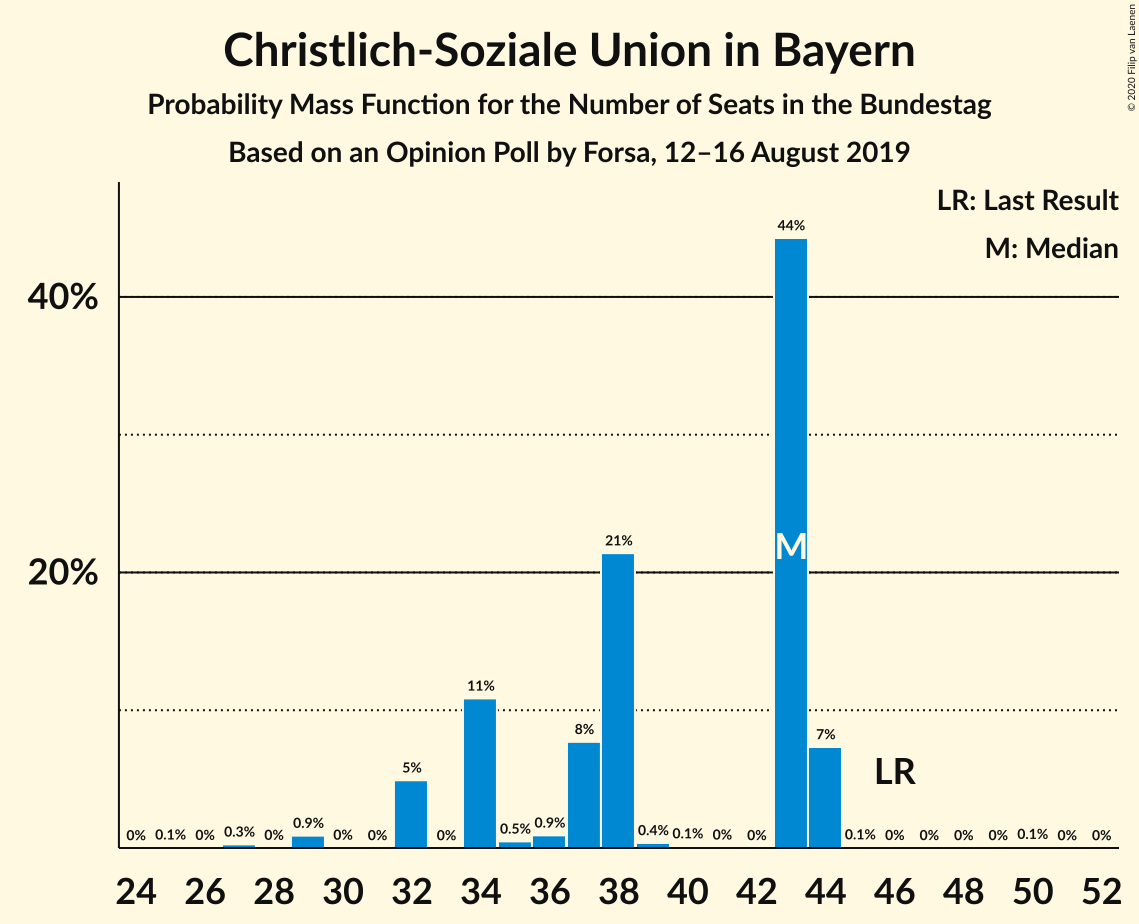 Christlich-Soziale Union in Bayern
Probability Mass Function for the Number of Seats in the Bundestag
Based on an Opinion Poll by Forsa, 12–16 August 2019
© 2020 Filip van Laenen
LR: Last Result
M: Median
40%
20%
0% 0.1% 0% 0.3% 0% 0.9% 0% 0% 5% 0% 11% 0.5% 0.9% 8% 21% 0.4% 0.1% 0% 0% 44% 7% 0.1% 0% 0% 0% 0% 0.1% 0% 0%
M
LR
24 26 28 30 32 34 36 38 40 42 44 46 48 50 52